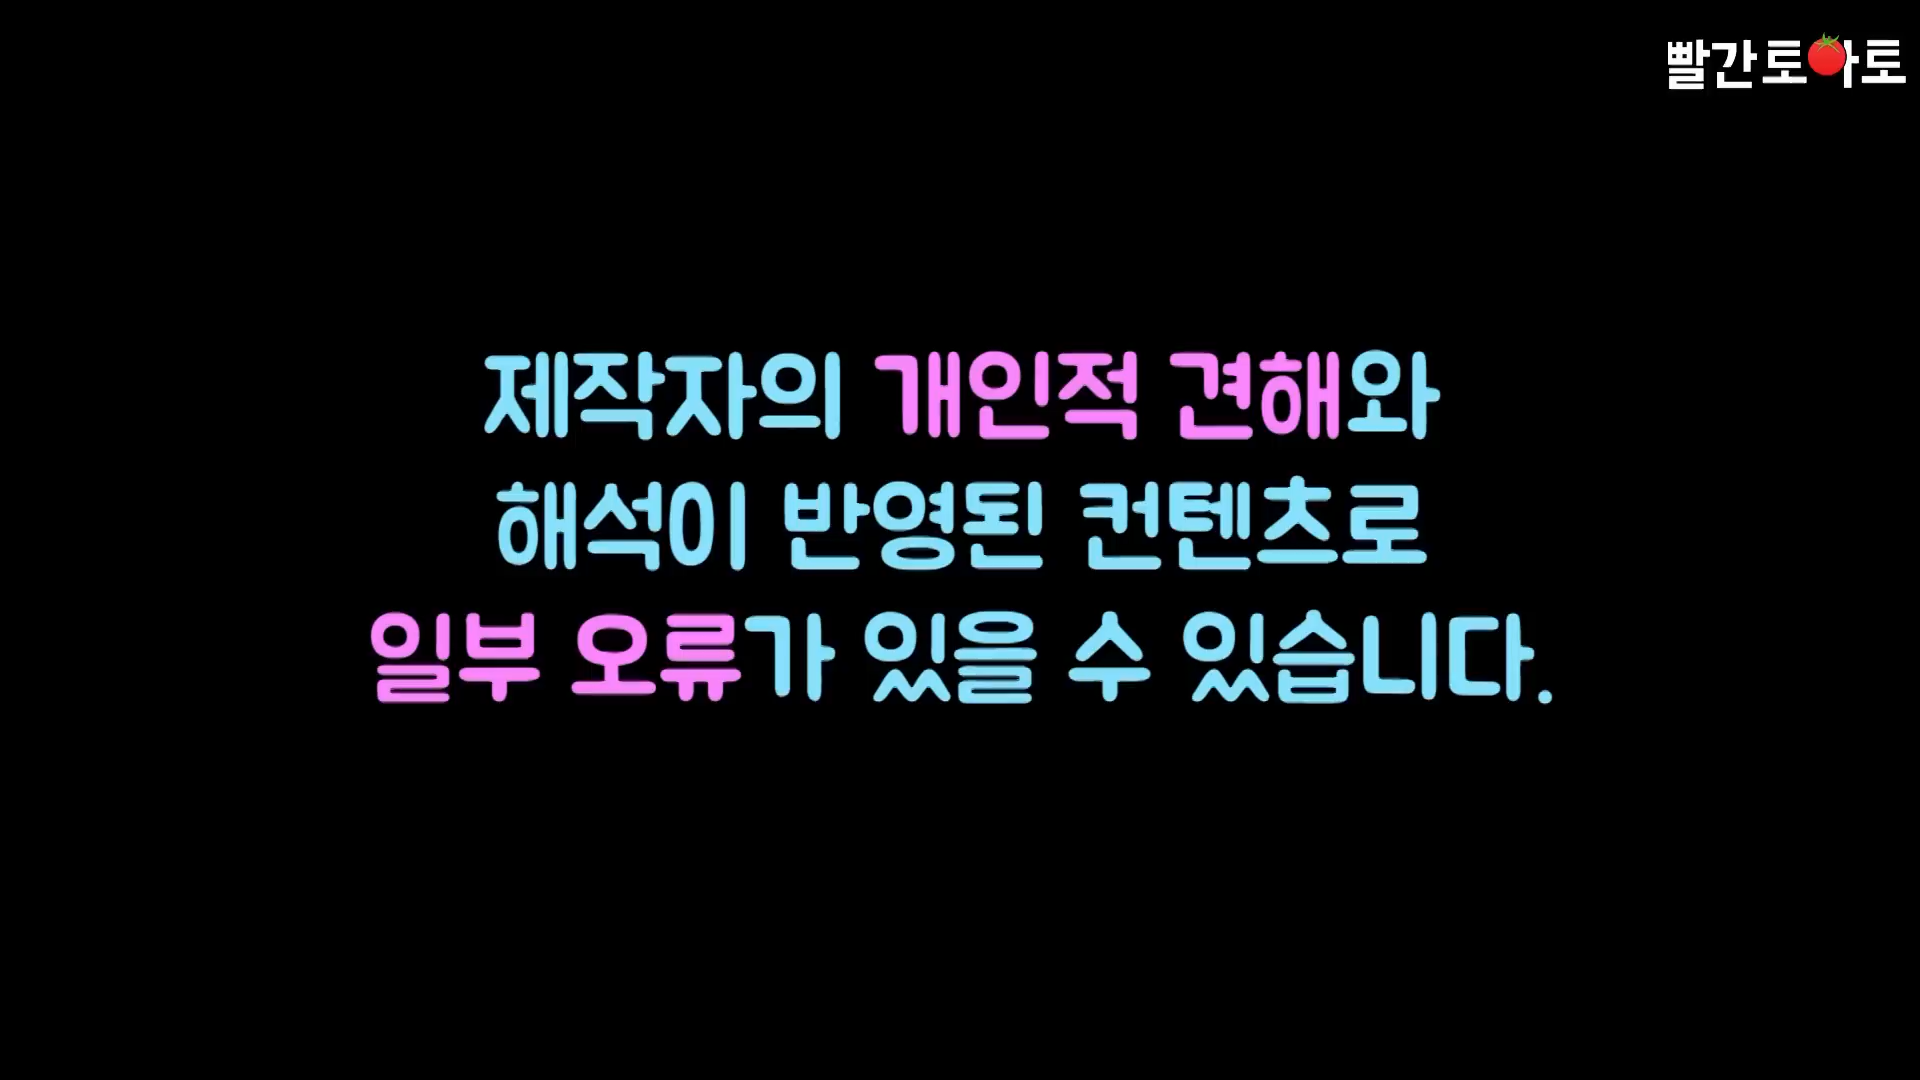 빨간토마토
제작자의 개인적 견해와
해석이 반영된 컨텐츠로
일부 오류가 있을 수 있습니다.